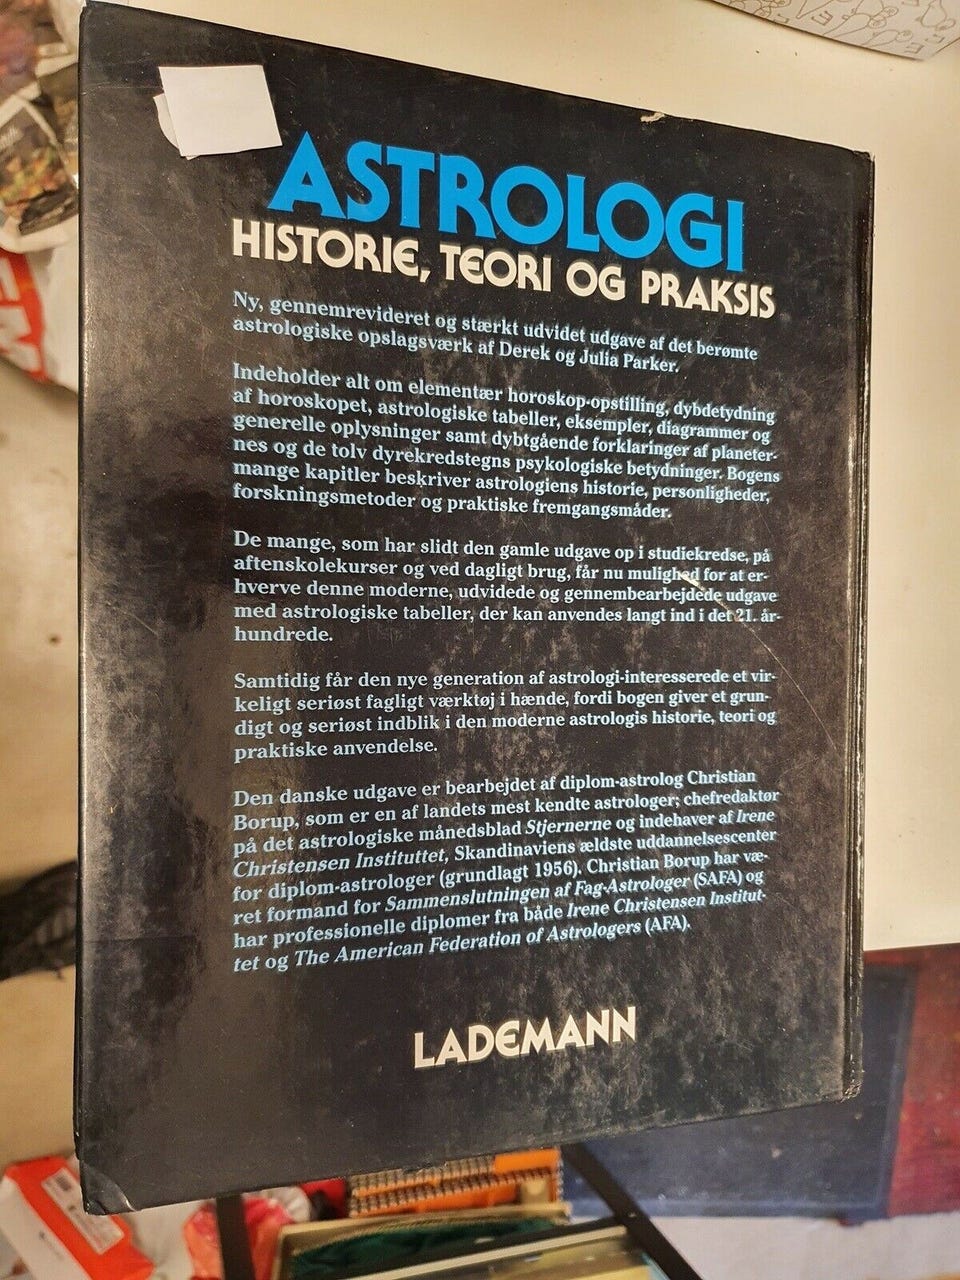 ASTROLOGI
HISTORIE, TEORI OG PRAKSIS
Ny, gennemrevideret og stærkt udvidet udgave af det berømte
astrologiske opslagsværk af Derek og Julia Parker.
Indeholder alt om elementær horoskop-opstilling, dybdetydning
af horoskopet, astrologiske tabeller, eksempler, diagrammer og
generelle oplysninger samt dybtgående forklaringer af planeter-
nes og de tolv dyrekredstegns psykologiske betydninger. Bogens
mange kapitler beskriver astrologiens historie, personligheder,
forskningsmetoder og praktiske fremgangsmåder.
De mange, som har slidt den gamle udgave op i studiekredse, på
aftenskolekurser og ved dagligt brug, får nu mulighed for at er-
hverve denne moderne, udvidede og gennembearbejdede udgave
med astrologiske tabeller, der kan anvendes langt ind i det 21. år-
hundrede.
Samtidig får den nye generation af astrologi-interesserede et vir-
keligt seriøst fagligt værktøj i hænde, fordi bogen giver et grun-
digt og seriøst indblik i den moderne astrologis historie, teori og
praktiske anvendelse.
Den danske udgave er bearbejdet af diplom-astrolog Christian
Borup, som er en af landets mest kendte astrologer; chefredaktør
på det astrologiske månedsblad Stjernerne og indehaver af Irene
Christensen Instituttet, Skandinaviens ældste uddannelsescenter
for diplom-astrologer (grundlagt 1956). Christian Borup har væ-
ret formand for Sammenslutningen af Fag-Astrologer (SAFA) og
har professionelle diplomer fra både Irene Christensen Institut-
tet og The American Federation of Astrologers (AFA).
LADEMANN